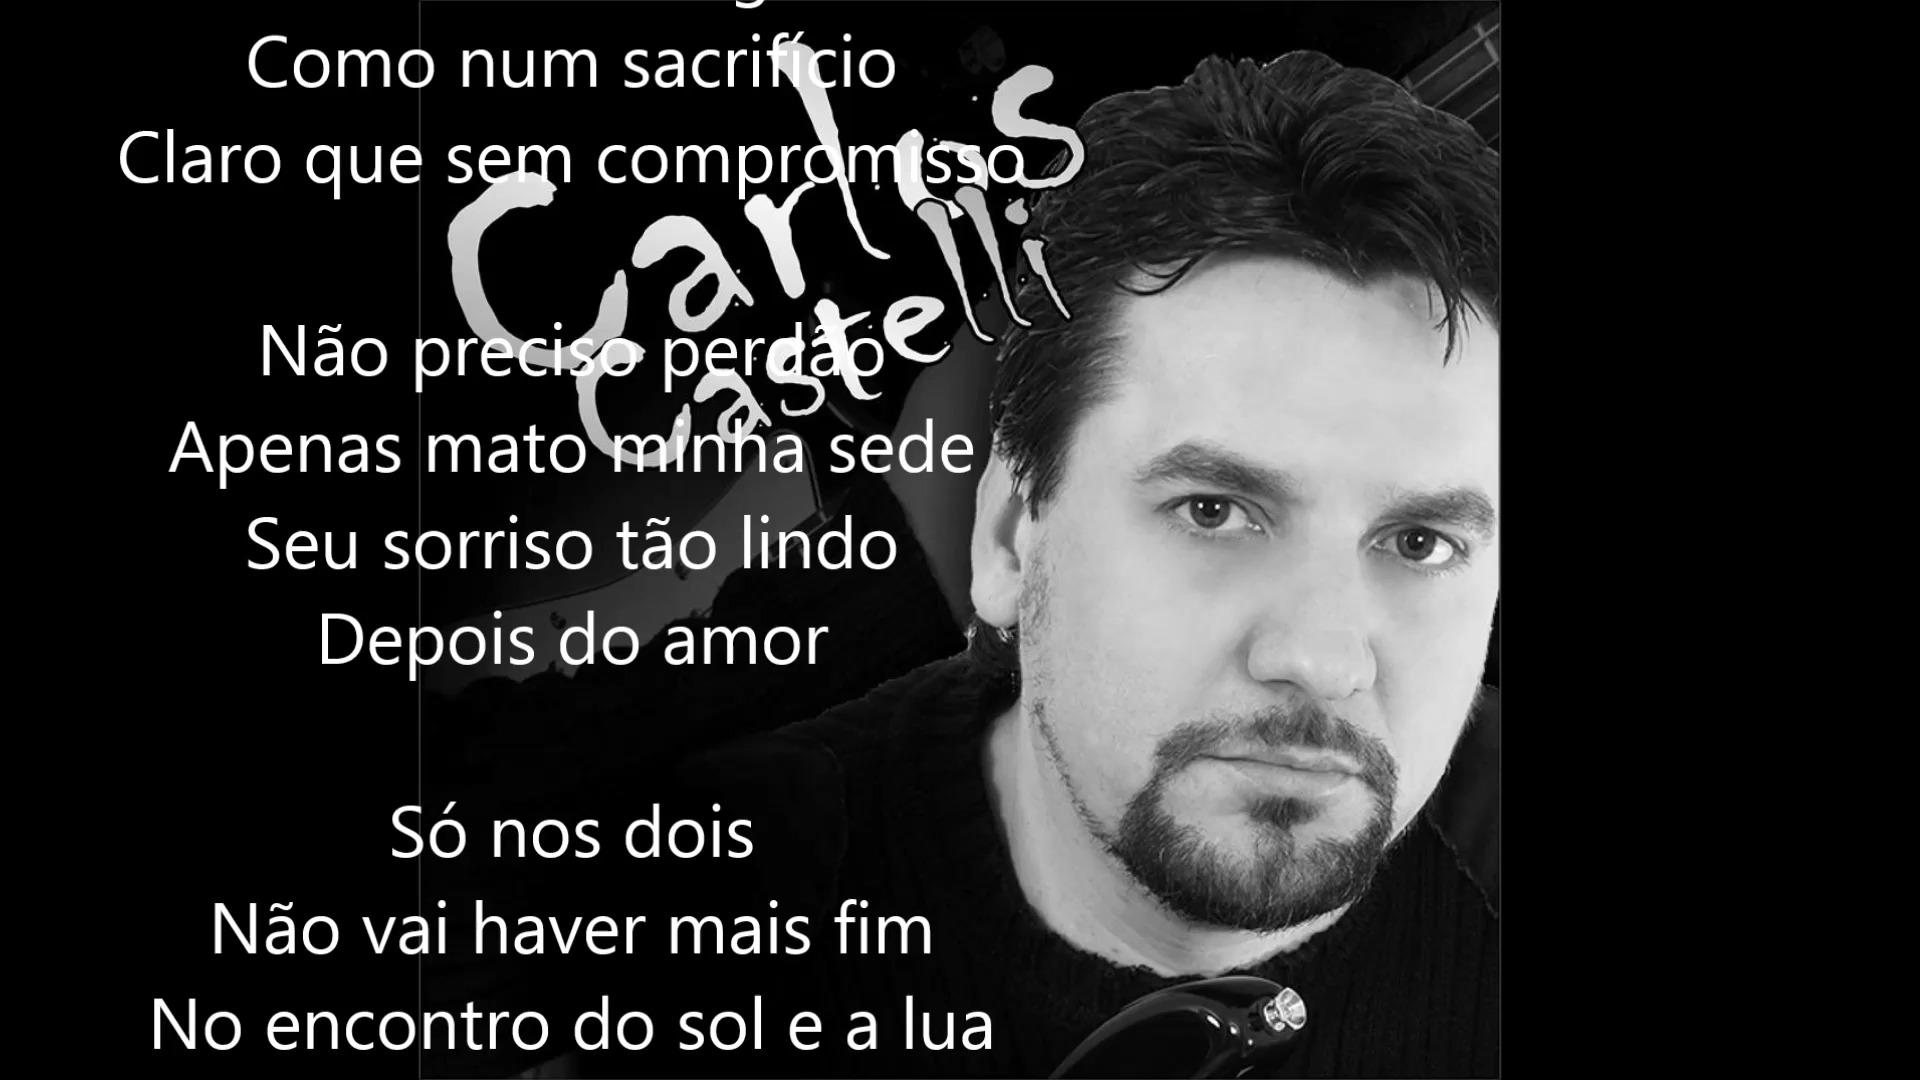 Como num sacrifício
Claro que sem compromisso
Carlos
Castelli
Não preciso perdão
Apenas mato minha sede
Seu sorriso tão lindo
Depois do amor
Só nos dois
Não vai haver mais fim
No encontro do sol e a lua